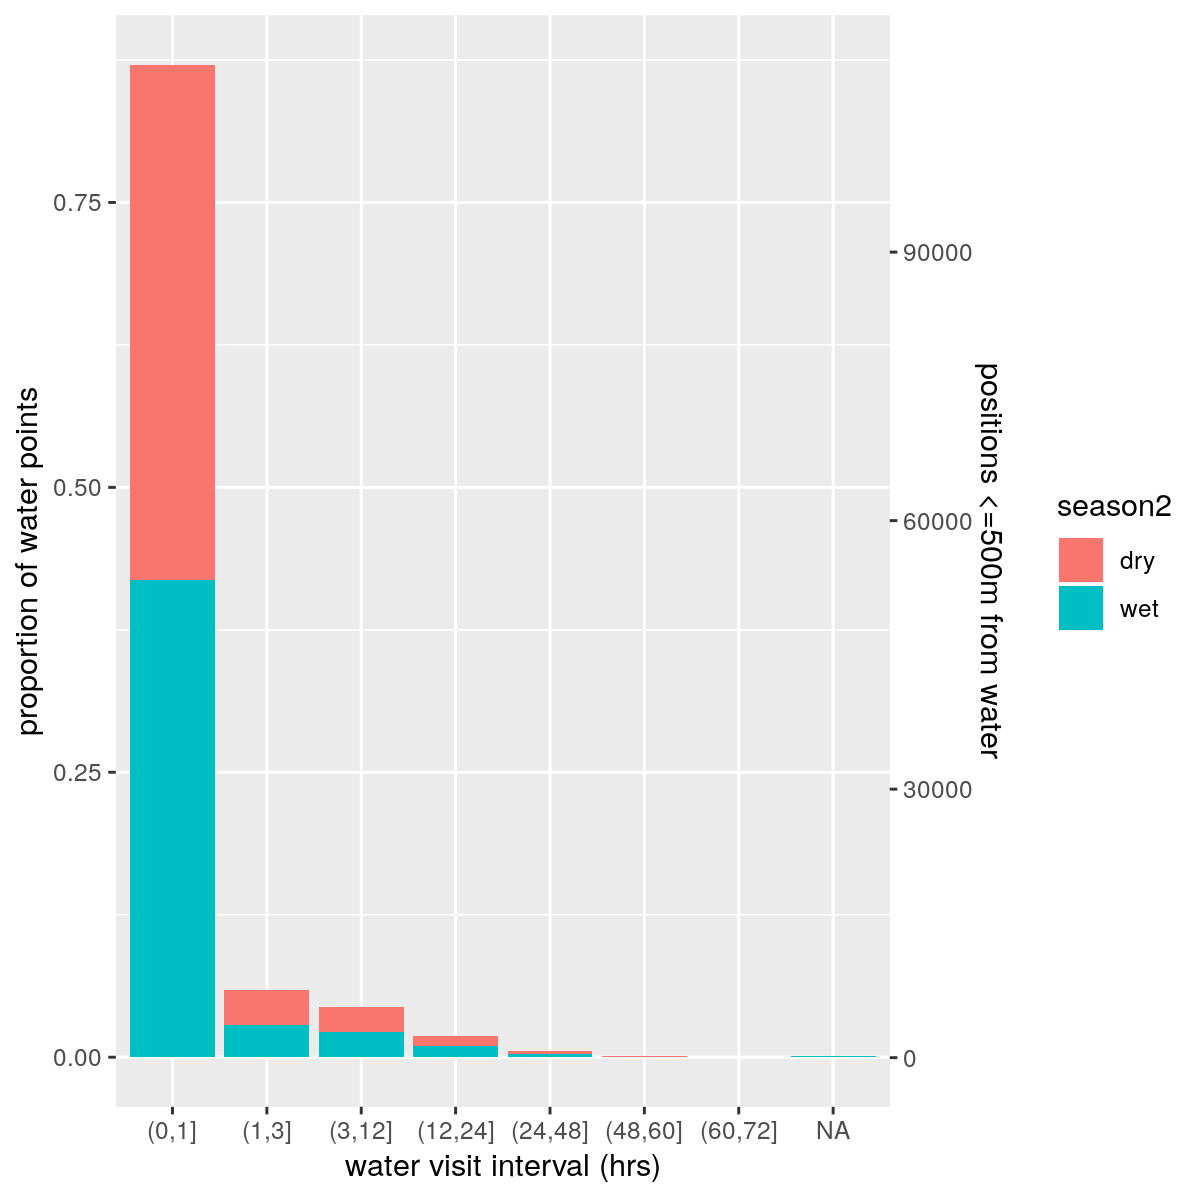 proportion of water points
0.75
0.50
0.25
0.00
90000
60000
30000
0
positions <=500m from water
(0,1] (1,3] (3,12] (12,24] (24,48] (48,60] (60,72] NA
water visit interval (hrs)
season2
dry
wet